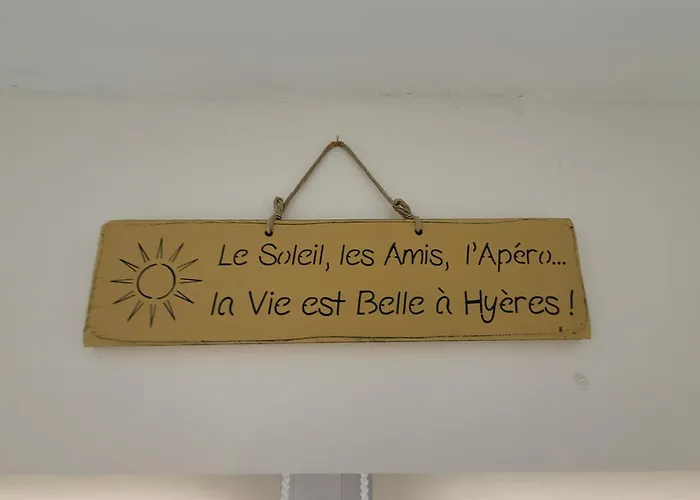 Le Soleil, les Amis, l'Apéro...
la Vie est Belle à Hyères !